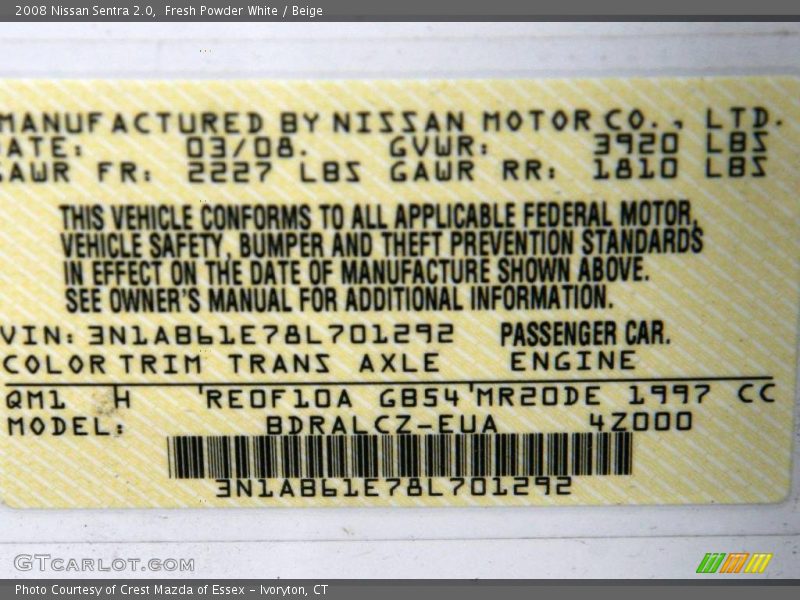 2008 Nissan Sentra 2.0, Fresh Powder White / Beige
MANUFACTURED BY NISSAN MOTOR CO., LTD.
DATE: 03/08. GVWR: 3920 LBS
GAWR FR: 2227 LBS GAWR RR: 1810 LBS
THIS VEHICLE CONFORMS TO ALL APPLICABLE FEDERAL MOTOR,
VEHICLE SAFETY, BUMPER AND THEFT PREVENTION STANDARDS
IN EFFECT ON THE DATE OF MANUFACTURE SHOWN ABOVE.
SEE OWNER'S MANUAL FOR ADDITIONAL INFORMATION.
VIN: 3N1AB61E78L701292 PASSENGER CAR.
COLOR TRIM TRANS AXLE ENGINE
QM1 H RE0F10A GB54 MR20DE 1997 CC
MODEL: BDRALCZ-EUA 4Z000
3N1AB61E78L701292
GTCARLOT.COM
Photo Courtesy of Crest Mazda of Essex – Ivoryton, CT